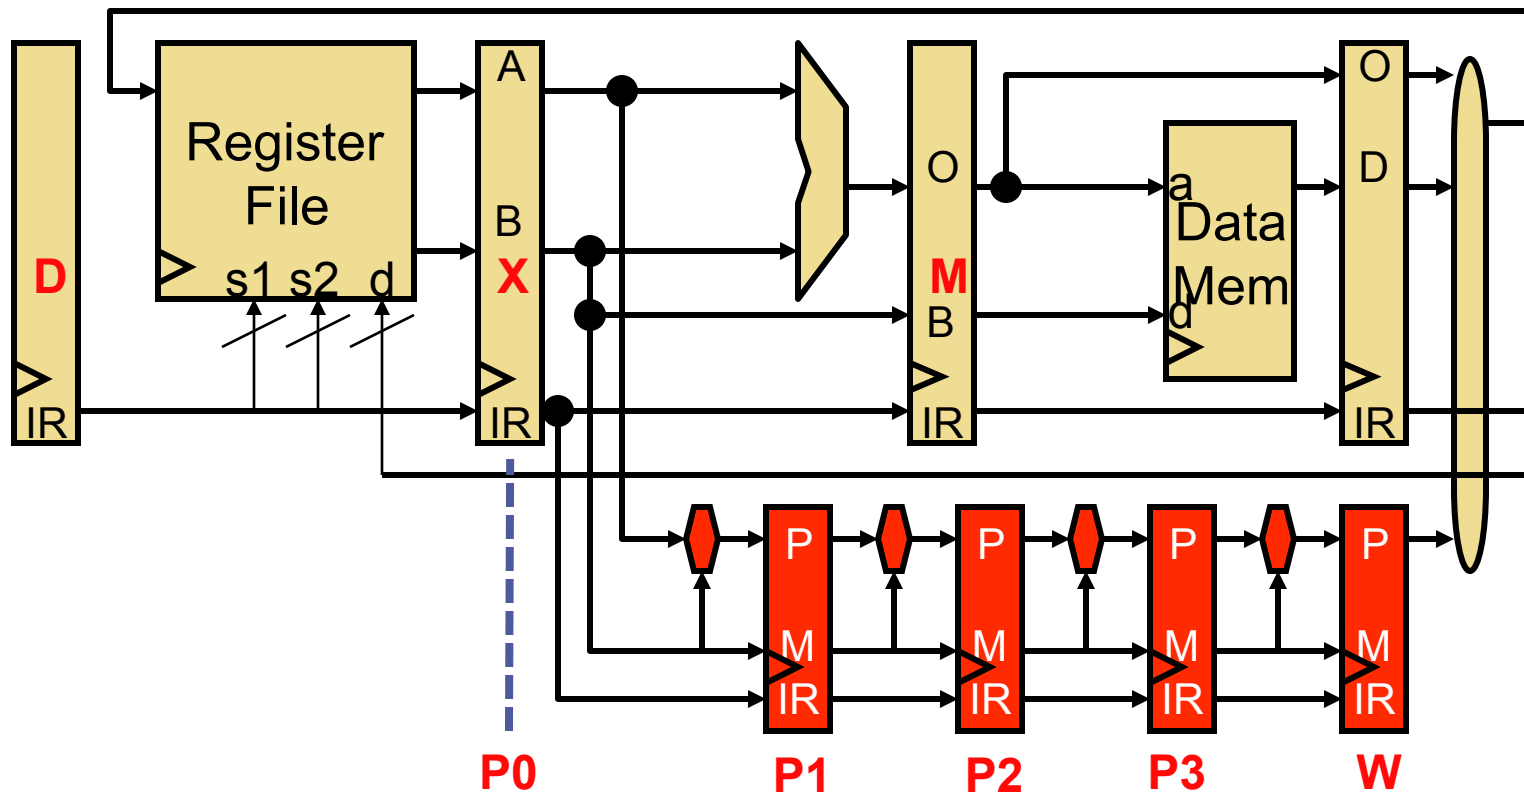 D
IR
Register
File
s1 s2 d
A
B
X
IR
O
M
B
IR
a
Data
Mem
d
O
D
IR
P
M
IR
P
M
IR
P
M
IR
P
M
IR
P0
P1
P2
P3
W